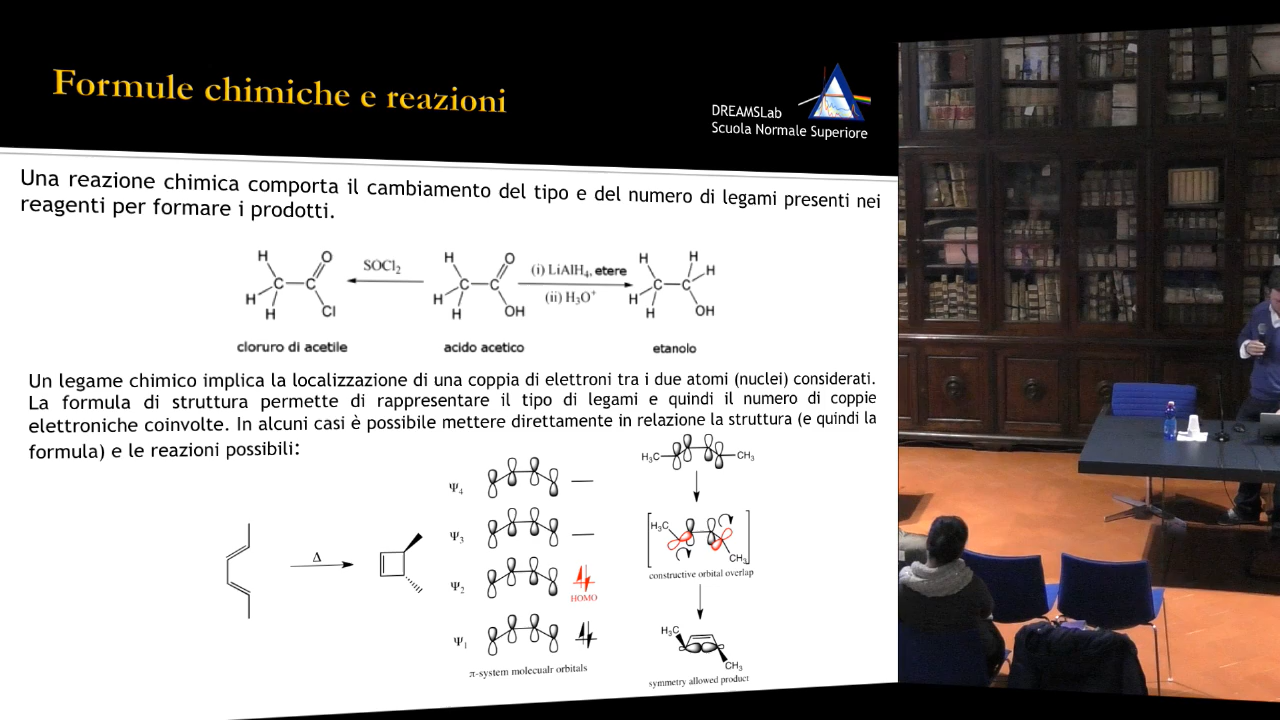 Formule chimiche e reazioni
DREAMSLab
Scuola Normale Superiore
Una reazione chimica comporta il cambiamento del tipo e del numero di legami presenti nei
reagenti per formare i prodotti.
H O
C C
H
H Cl
SOCl₂
H O
C C
H
H OH
(i) LiAlH₄, etere
(ii) H₃O⁺
H H
H
C C
H
H OH
cloruro di acetile
acido acetico
etanolo
Un legame chimico implica la localizzazione di una coppia di elettroni tra i due atomi (nuclei) considerati.
La formula di struttura permette di rappresentare il tipo di legami e quindi il numero di coppie
elettroniche coinvolte. In alcuni casi è possibile mettere direttamente in relazione la struttura (e quindi la
formula) e le reazioni possibili:
Δ
Ψ₄
Ψ₃
Ψ₂
HOMO
Ψ₁
π-system molecualr orbitals
H₃C CH₃
H₃C
CH₃
constructive orbital overlap
H₃C
CH₃
symmetry allowed product